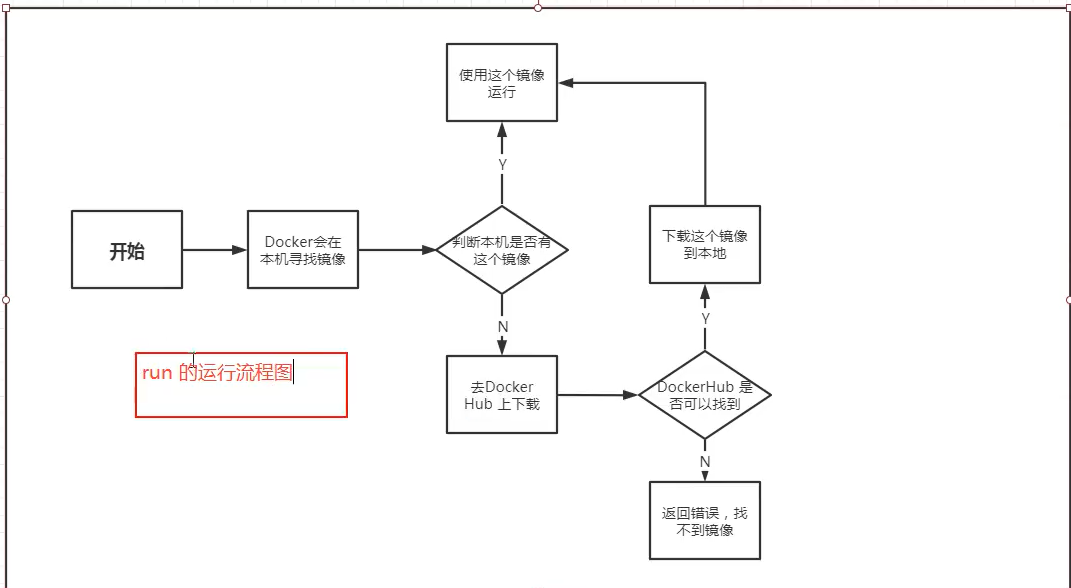 使用这个镜像
运行
Y
开始
Docker会在
本机寻找镜像
判断本机是否有
这个镜像
下载这个镜像
到本地
N
Y
run 的运行流程图
去Docker
Hub 上下载
DockerHub 是
否可以找到
N
返回错误，找
不到镜像